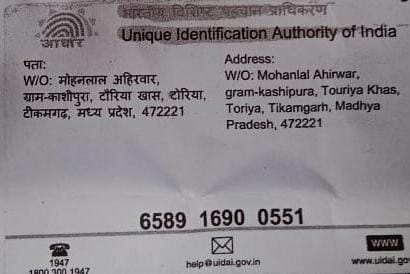 भारतीय विशिष्ट पहचान प्राधिकरण
आधार
Unique Identification Authority of India
पता:
W/O: मोहनलाल अहिरवार,
ग्राम-काशीपुरा, टौरिया खास, टोरिया,
टीकमगढ़, मध्य प्रदेश, 472221
Address:
W/O: Mohanlal Ahirwar,
gram-kashipura, Touriya Khas,
Toriya, Tikamgarh, Madhya
Pradesh, 472221
6589 1690 0551
1947
1800 300 1947
help@uidai.gov.in
www
www.uidai.go